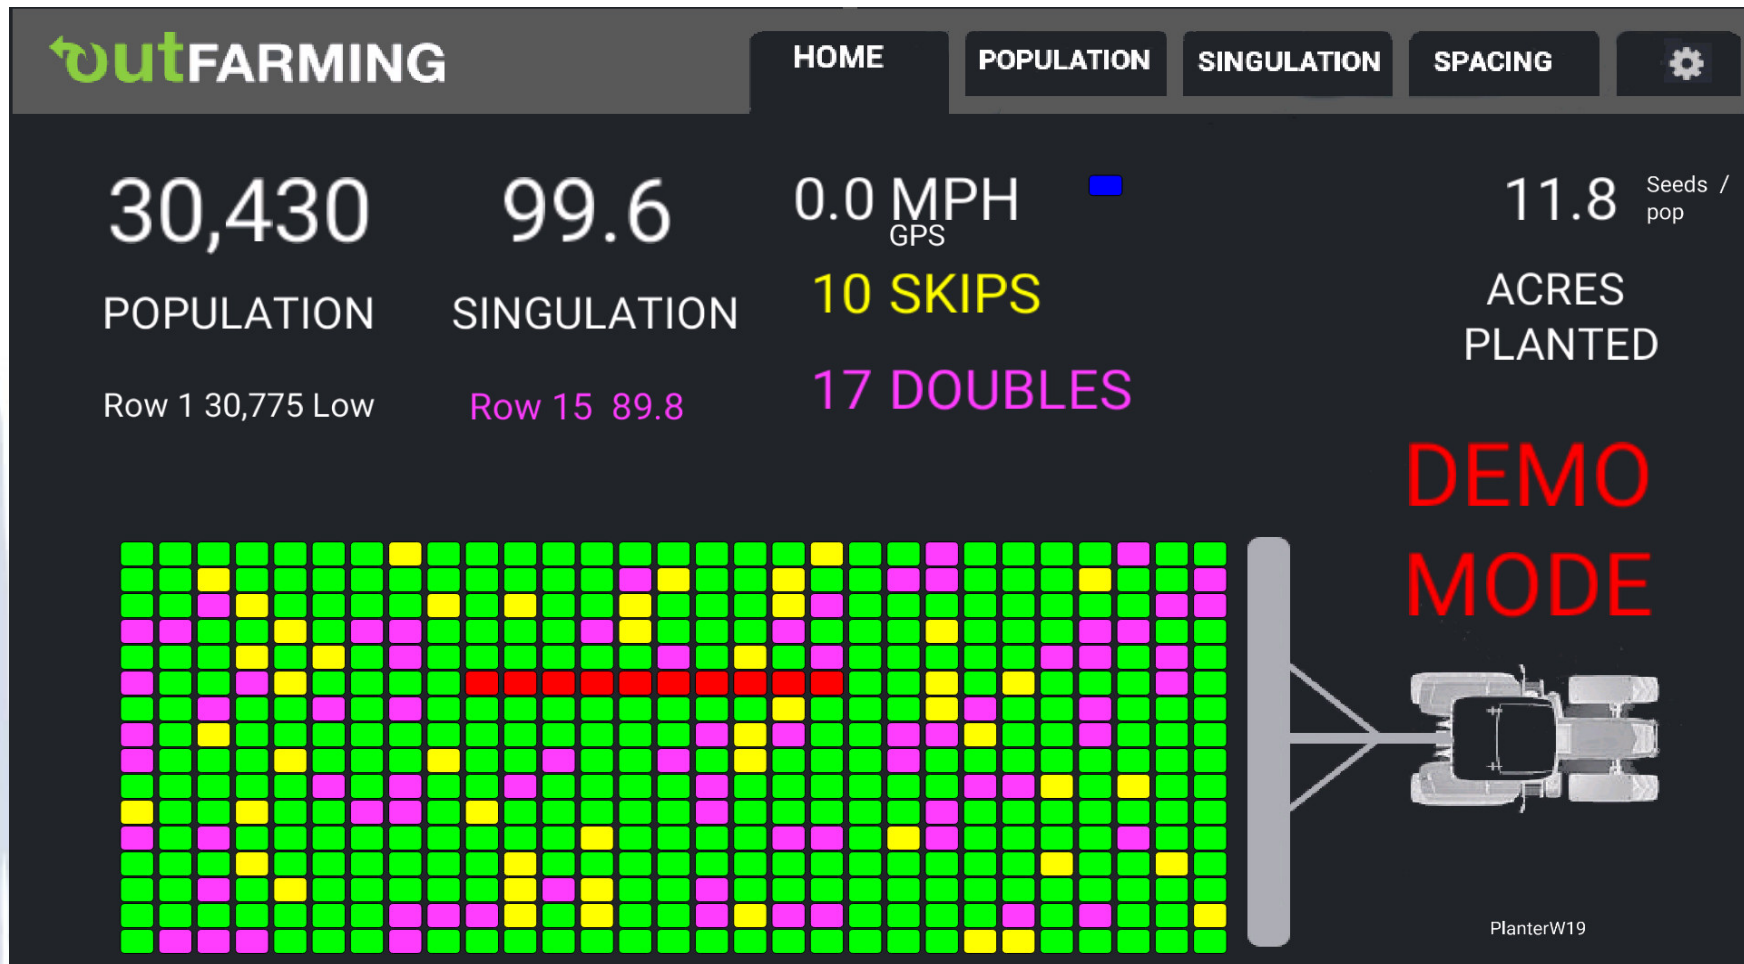 outFARMING
HOME
POPULATION
SINGULATION
SPACING
30,430
POPULATION
Row 1 30,775 Low
99.6
SINGULATION
Row 15 89.8
0.0 MPH
GPS
10 SKIPS
17 DOUBLES
11.8
Seeds /
pop
ACRES
PLANTED
DEMO
MODE
PlanterW19